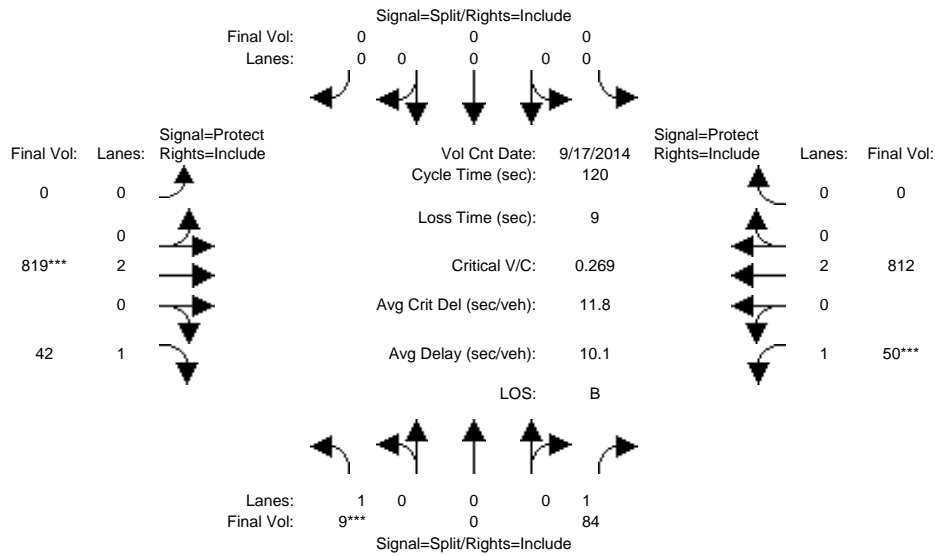 Signal=Split/Rights=Include
Final Vol: 0 0 0
Lanes: 0 0 0 0 0
Signal=Protect Signal=Protect
Final Vol: Lanes: Rights=Include Vol Cnt Date: 9/17/2014 Rights=Include Lanes: Final Vol:
Cycle Time (sec): 120
0 0 0 0
Loss Time (sec): 9
0 0
819*** 2 Critical V/C: 0.269 2 812
0 Avg Crit Del (sec/veh): 11.8 0
42 1 Avg Delay (sec/veh): 10.1 1 50***
LOS: B
Lanes: 1 0 0 0 1
Final Vol: 9*** 0 84
Signal=Split/Rights=Include